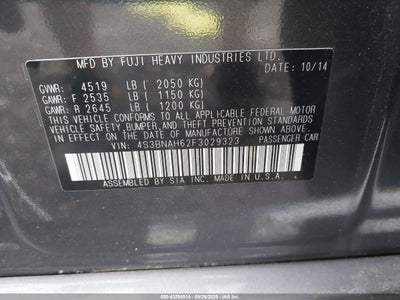 MFD BY FUJI HEAVY INDUSTRIES LTD.
DATE: 10/14
GVWR: 4519 LB ( 2050 KG)
GAWR: F 2535 LB ( 1150 KG)
GAWR: R 2645 LB ( 1200 KG)
THIS VEHICLE CONFORMS TO ALL APPLICABLE FEDERAL MOTOR
VEHICLE SAFETY, BUMPER, AND THEFT PREVENTION STANDARDS
IN EFFECT ON THE DATE OF MANUFACTURE SHOWN ABOVE.
VIN: 4S3BNAH62F3029323 PASSENGER CAR
ASSEMBLED BY SIA INC. MADE IN U.S.A.